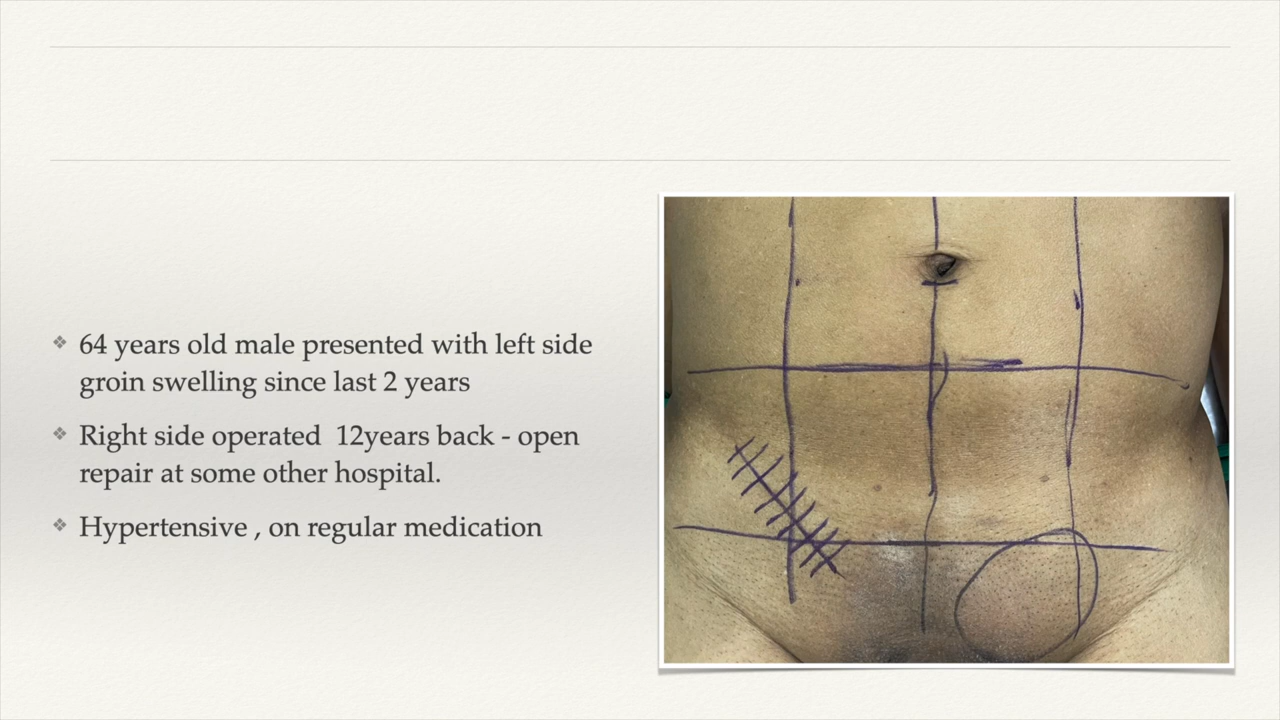 64 years old male presented with left side
groin swelling since last 2 years
Right side operated  12years back - open
repair at some other hospital.
Hypertensive , on regular medication